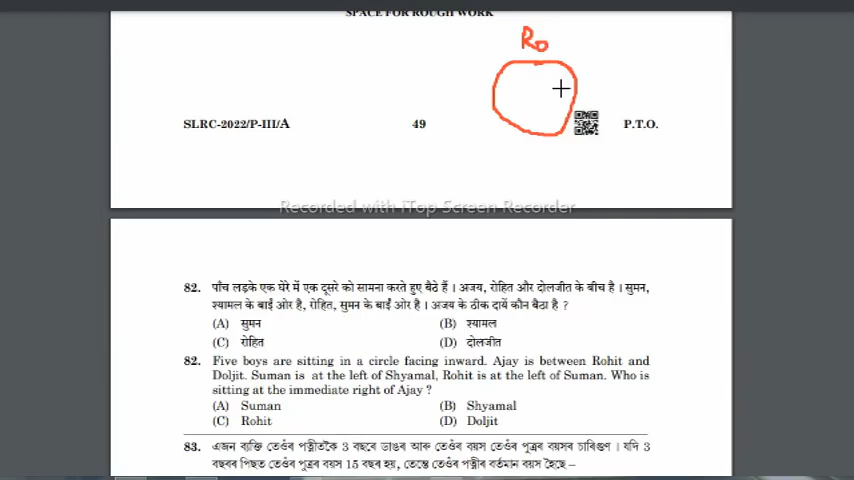 SPACE FOR ROUGH WORK
Ro
SLRC-2022/P-III/A 49 P.T.O.
Recorded with iTop Screen Recorder
82. पाँच लड़के एक घेरे में एक दूसरे को सामना करते हुए बैठे हैं । अजय, रोहित और दोलजीत के बीच है । सुमन,
श्यामल के बाईं ओर है, रोहित, सुमन के बाईं ओर है । अजय के ठीक दायें कौन बैठा है ?
(A) सुमन (B) श्यामल
(C) रोहित (D) दोलजीत
82. Five boys are sitting in a circle facing inward. Ajay is between Rohit and
Doljit. Suman is at the left of Shyamal, Rohit is at the left of Suman. Who is
sitting at the immediate right of Ajay ?
(A) Suman (B) Shyamal
(C) Rohit (D) Doljit
83. এজন ব্যক্তি তেওঁৰ পত্নীতকৈ 3 বছৰে ডাঙৰ আৰু তেওঁৰ বয়স তেওঁৰ পুত্ৰৰ বয়সৰ চাৰিগুণ । যদি 3
বছৰৰ পিছত তেওঁৰ পুত্ৰৰ বয়স 15 বছৰ হয়, তেন্তে তেওঁৰ পত্নীৰ বৰ্তমান বয়স হৈছে –